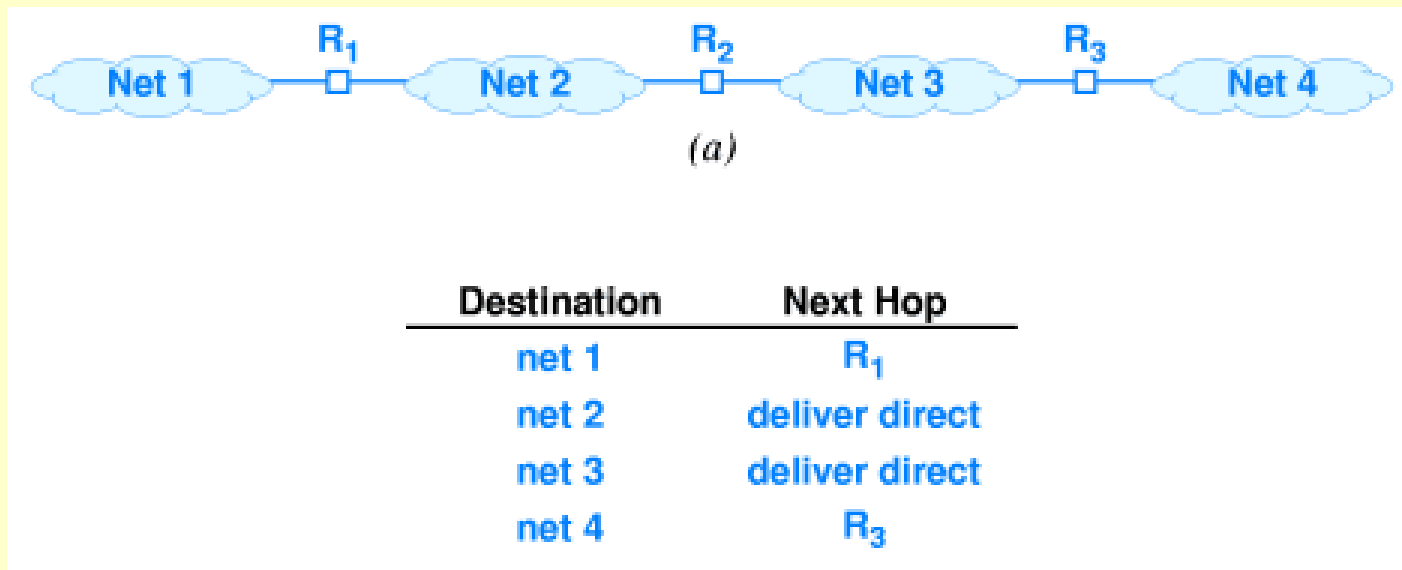 R1 R2 R3
Net 1 Net 2 Net 3 Net 4
(a)
Destination Next Hop
net 1 R1
net 2 deliver direct
net 3 deliver direct
net 4 R3